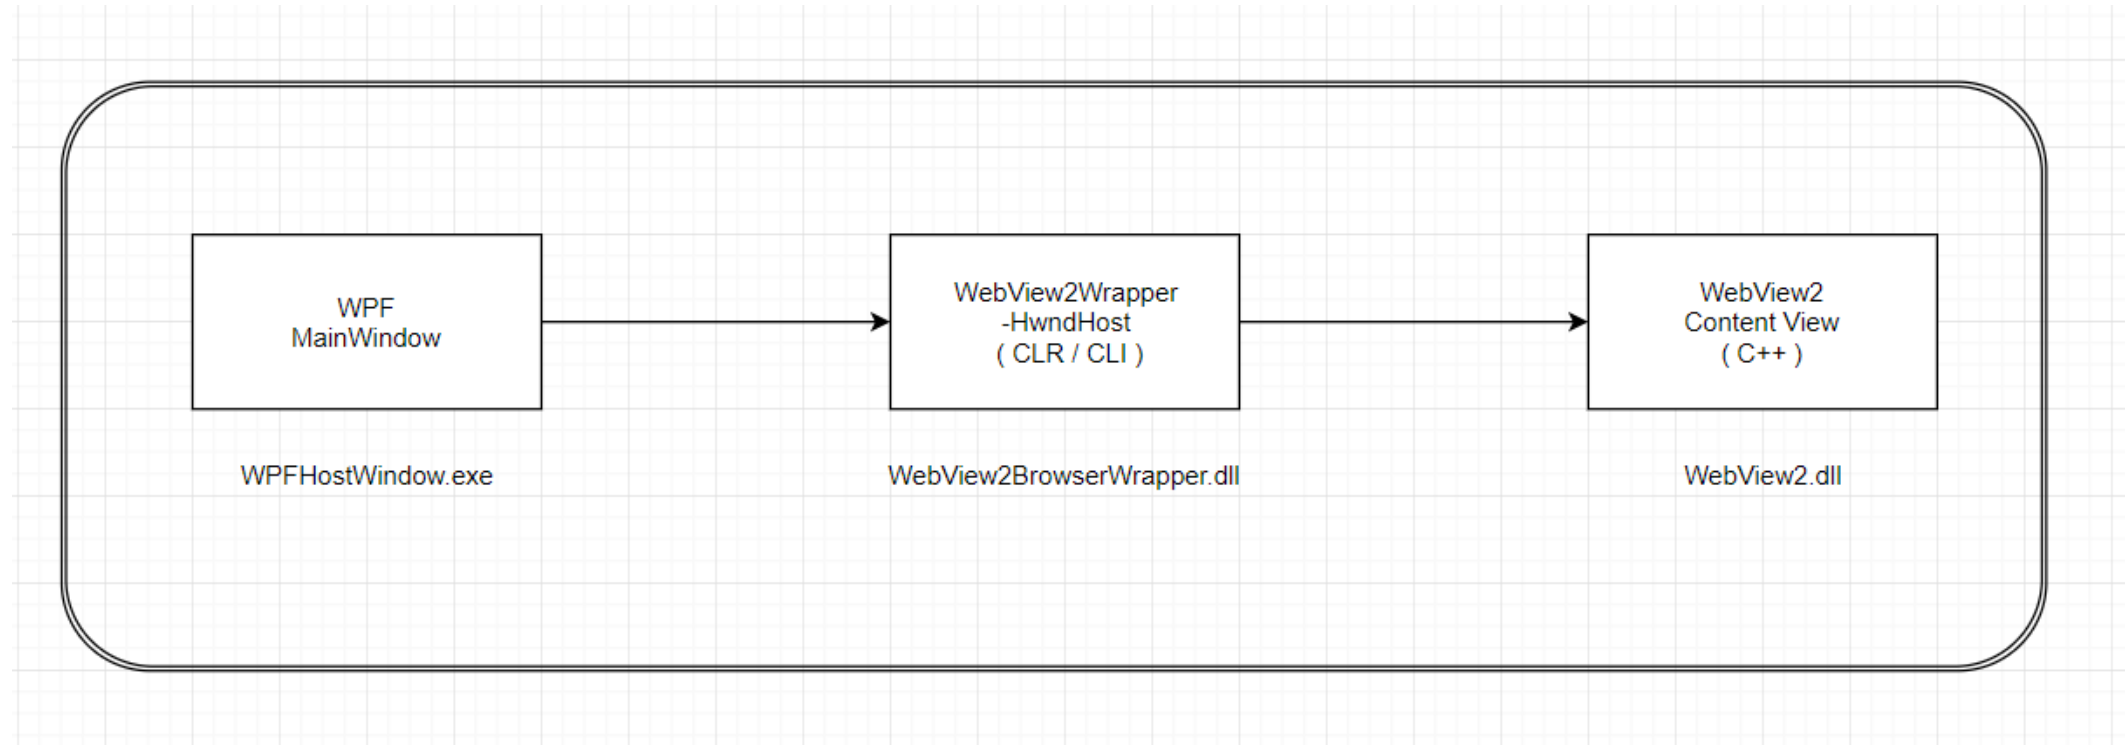 WPF
MainWindow
WebView2Wrapper
-HwndHost
( CLR / CLI )
WebView2
Content View
( C++ )
WPFHostWindow.exe
WebView2BrowserWrapper.dll
WebView2.dll